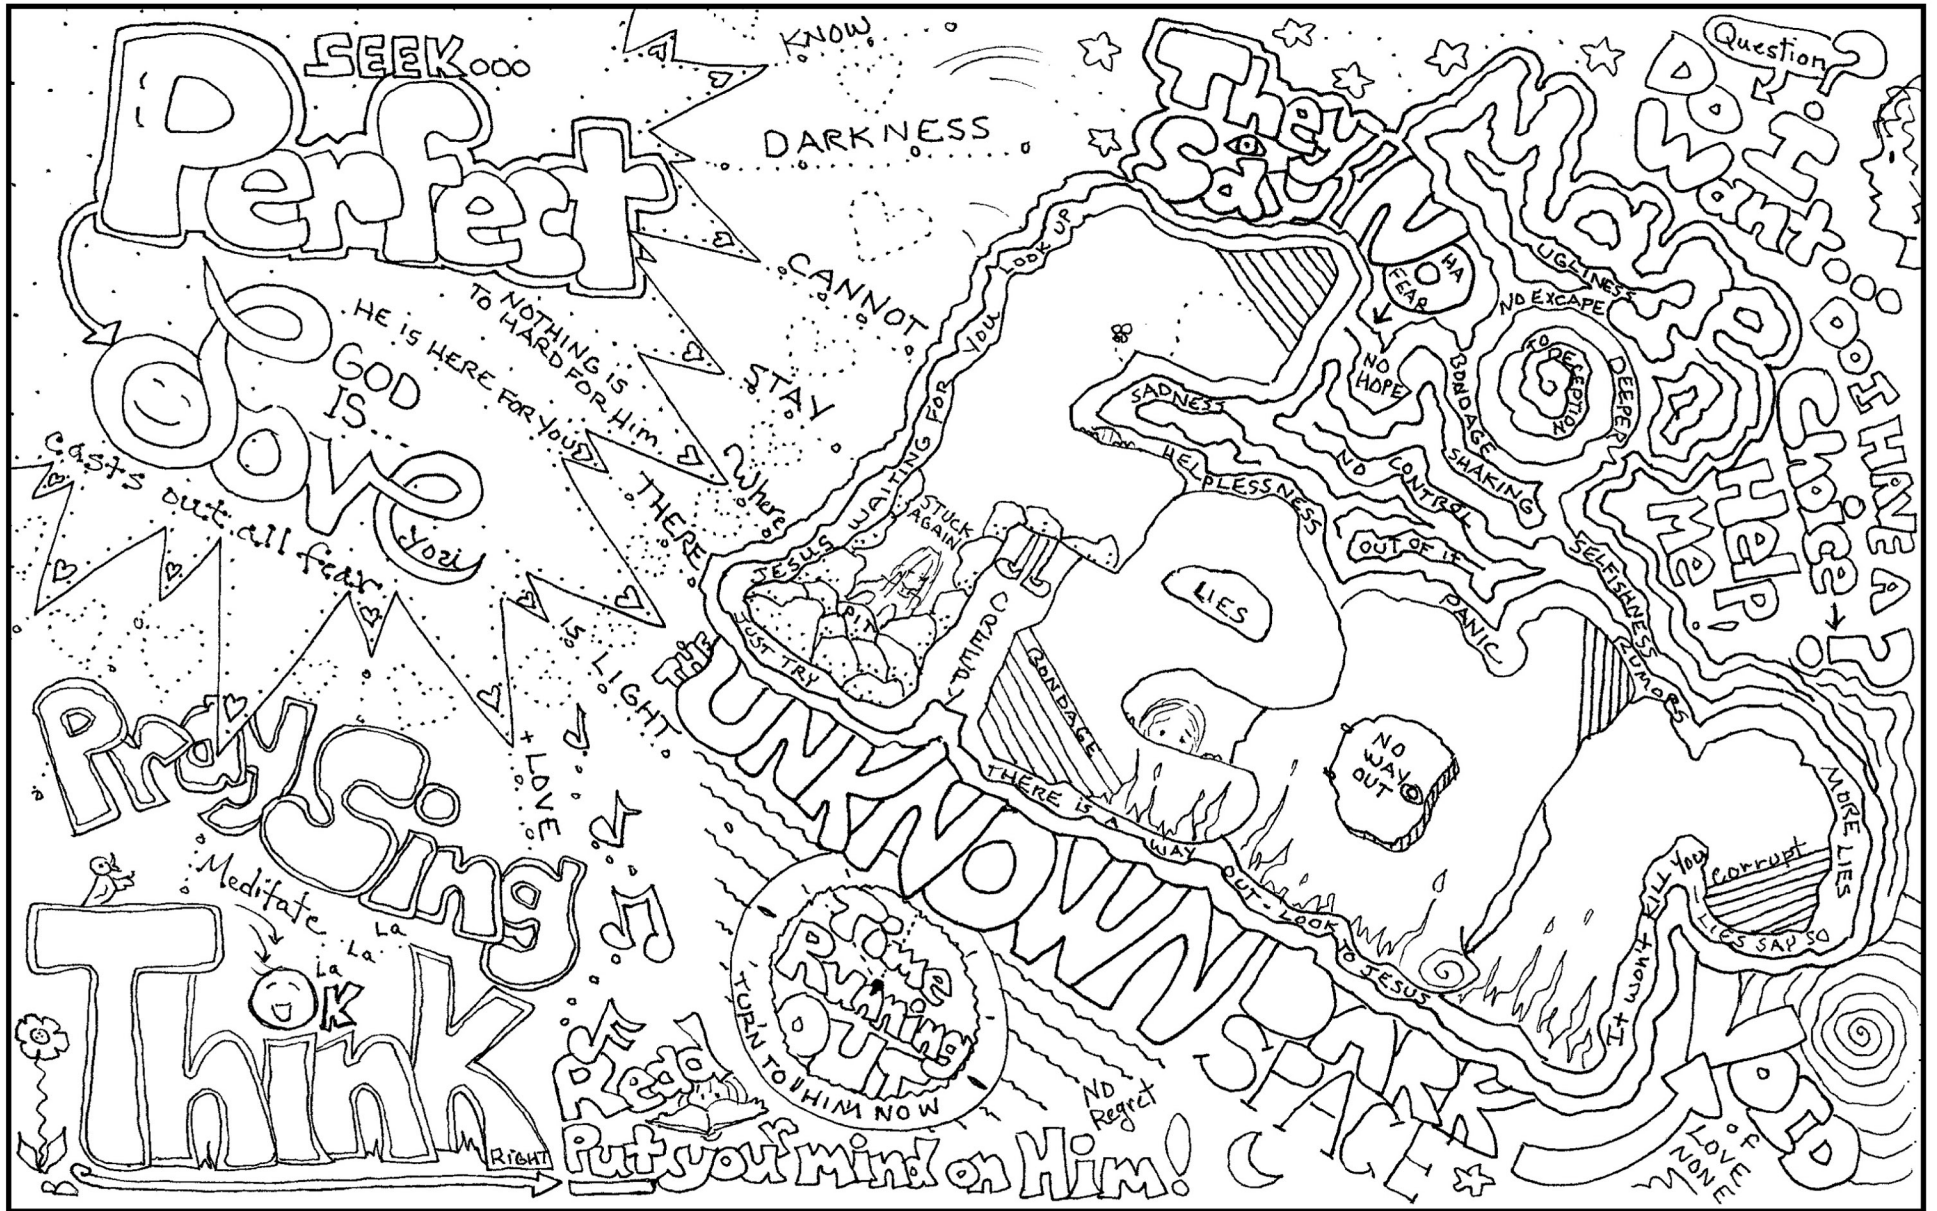 SEEK...
Perfect
Love
yozi
casts out all fear
GOD
IS....
HE IS HERE FOR YOU
NOTHING IS
TO HARD FOR Him
KNOW
DARKNESS
CANNOT
STAY
Where
THERE
IS
LIGHT
+ LOVE
Pray
Sing
Meditate
La
La
La
Think
OK
RIGHT
Read
Put your mind on Him!
Time
Running
OUT
TURN TO HIM NOW
NO
Regret
They
Say
IN
HA
FEAR
NO
HOPE
Mane
UGLINESS
NO EXCAPE
DEEPER
TO DECEPTION
BONDAGE
SHAKING
NO CONTROL
OUT OF IT
PANIC
SADNESS
HELPLESSNESS
SELFISHNESS
RUMORS
MORE LIES
LIES SAY SO
Corrupt
It wont
KILL You
Question?
DO I
Want...
DO I HAVE A
Choice?
Help
Me!
LOOK UP
JESUS WAITING FOR YOU
JUST TRY
STUCK
AGAIN
PIT
CREEPY
BONDAGE
LIES
NO
WAY
OUT
THERE IS A WAY OUT - LOOK TO JESUS
THE
UNKNOWN
DARK
SPACE
VOID
OF
LOVE
NONE